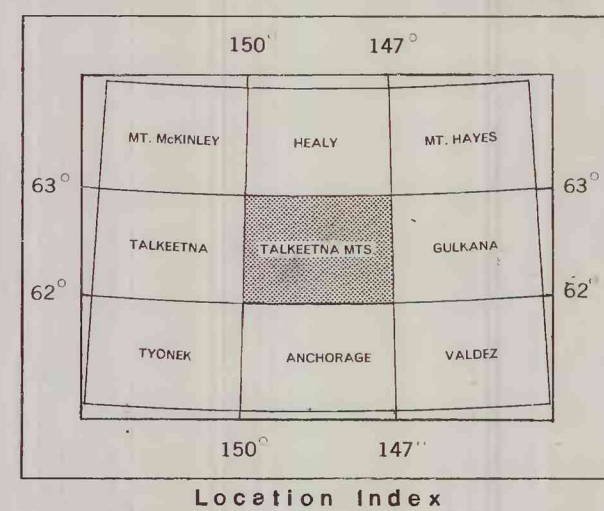 150' 147°
MT. McKINLEY HEALY MT. HAYES
63° 63°
TALKEETNA TALKEETNA MTS. GULKANA
62° 62'
TYONEK ANCHORAGE VALDEZ
150° 147''
Location Index